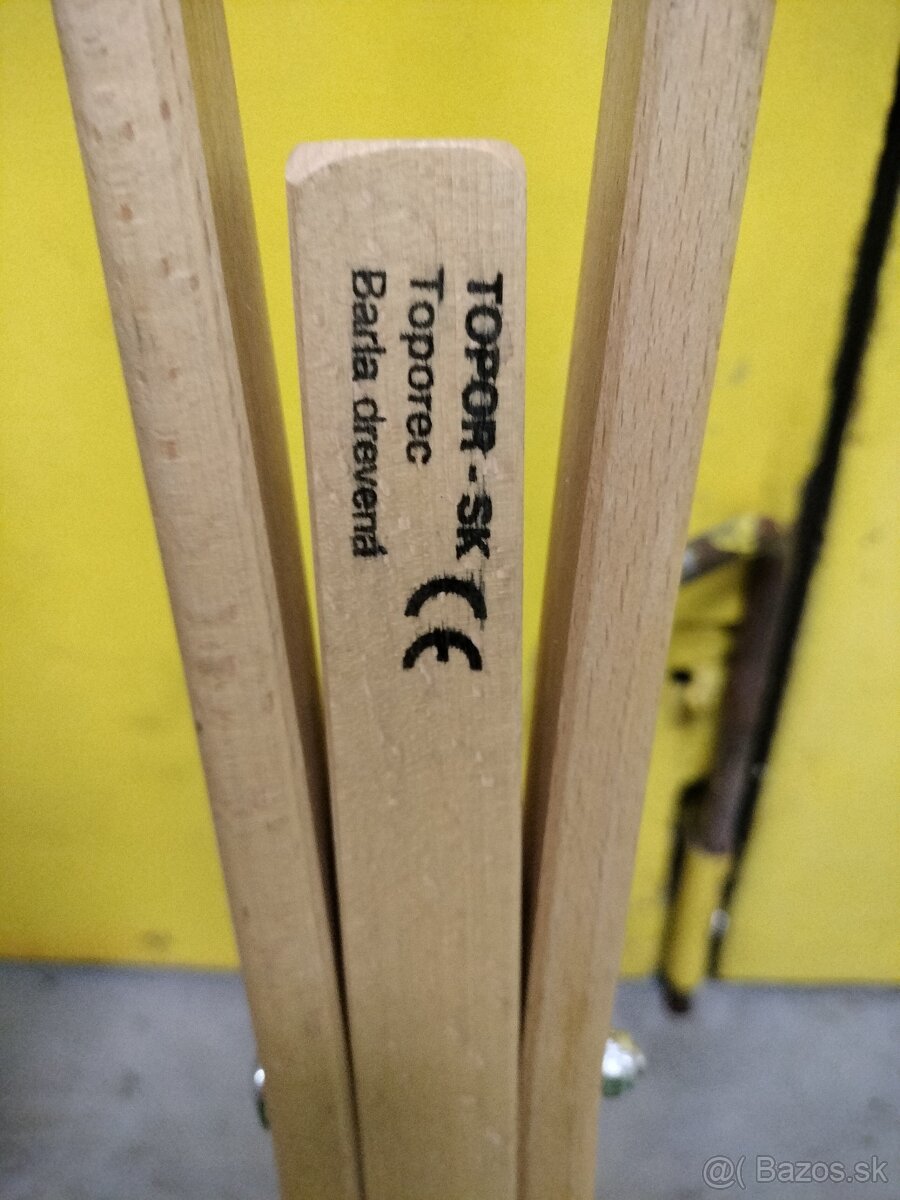 TOPOR - SK
Toporec
Barla drevená
CE
@( Bazos.sk